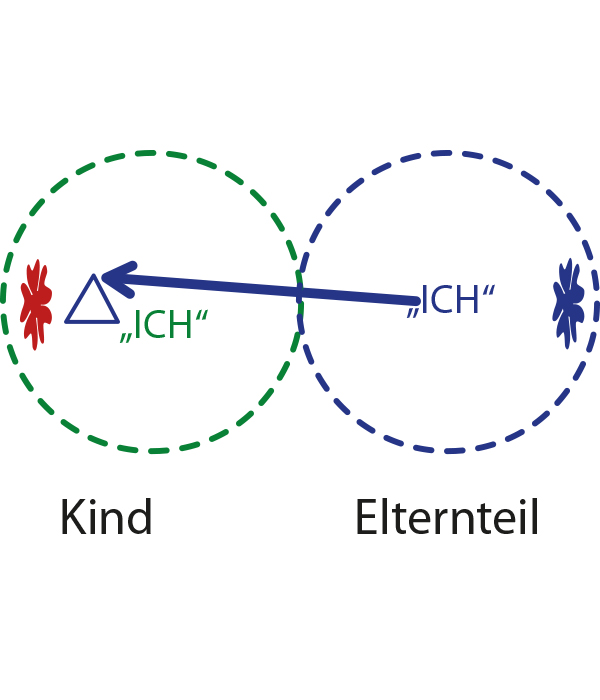 „ICH“
„ICH“
Kind
Elternteil